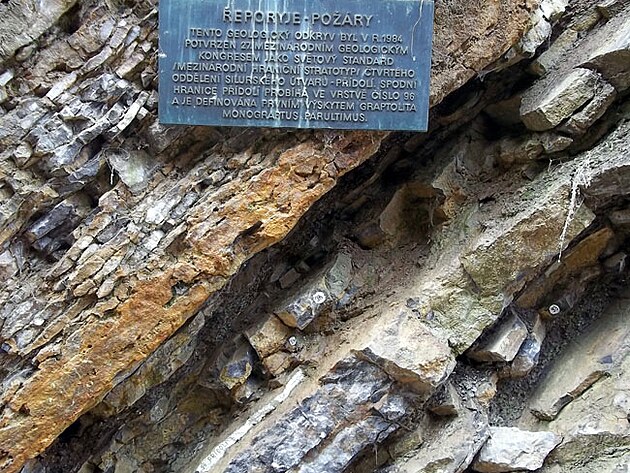 ŘEPORYJE-POŽÁRY
TENTO GEOLOGICKÝ ODKRYV BYL V R.1984
POTVRZEN 27.MEZINÁRODNÍM GEOLOGICKÝM
KONGRESEM JAKO SVĚTOVÝ STANDARD
/MEZINÁRODNÍ HRANIČNÍ STRATOTYP/ ČTVRTÉHO
ODDĚLENÍ SILURSKÉHO ÚTVARU-PŘÍDOLÍ. SPODNÍ
HRANICE PŘÍDOLÍ PROBÍHÁ VE VRSTVĚ ČÍSLO 96
A JE DEFINOVÁNA PRVNÍM VÝSKYTEM GRAPTOLITA
MONOGRAPTUS PARULTIMUS.